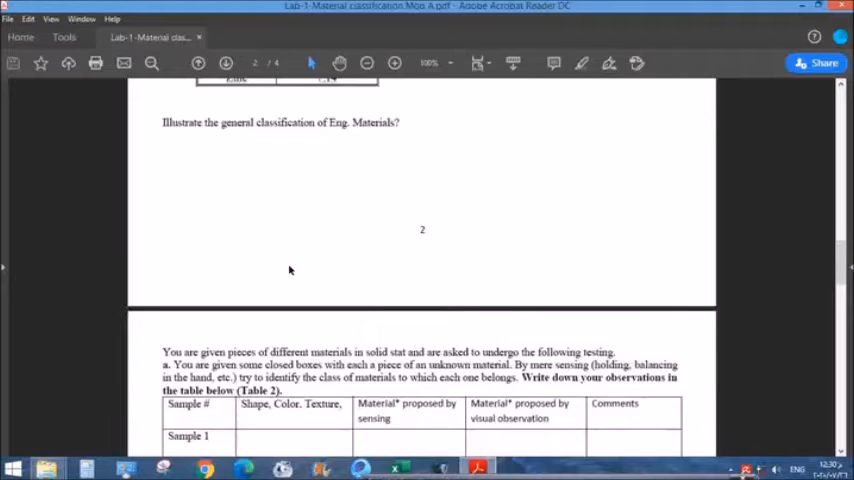 Lab-1-Material classification Mon A.pdf - Adobe Acrobat Reader DC
File Edit View Window Help
Home Tools Lab-1-Material clas... ×
2 / 4 100% Share
Zinc 7.14
Illustrate the general classification of Eng. Materials?
2
You are given pieces of different materials in solid stat and are asked to undergo the following testing.
a. You are given some closed boxes with each a piece of an unknown material. By mere sensing (holding, balancing
in the hand, etc.) try to identify the class of materials to which each one belongs. Write down your observations in
the table below (Table 2).
Sample # Shape, Color. Texture, Material* proposed by sensing Material* proposed by visual observation Comments
Sample 1
ENG